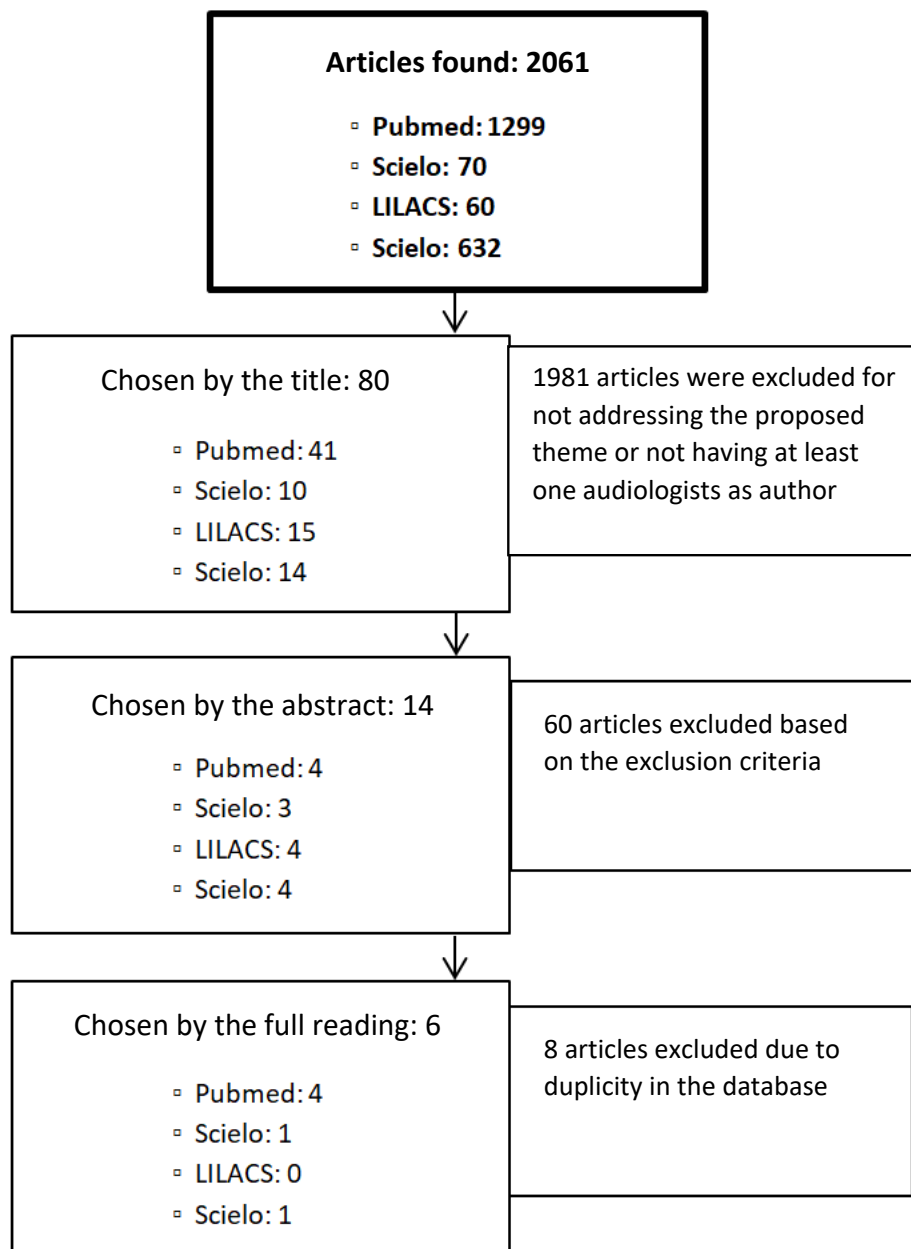 Articles found: 2061
▫ Pubmed: 1299
▫ Scielo: 70
▫ LILACS: 60
▫ Scielo: 632
Chosen by the title: 80
▫ Pubmed: 41
▫ Scielo: 10
▫ LILACS: 15
▫ Scielo: 14
1981 articles were excluded for
not addressing the proposed
theme or not having at least
one audiologists as author
Chosen by the abstract: 14
▫ Pubmed: 4
▫ Scielo: 3
▫ LILACS: 4
▫ Scielo: 4
60 articles excluded based
on the exclusion criteria
Chosen by the full reading: 6
▫ Pubmed: 4
▫ Scielo: 1
▫ LILACS: 0
▫ Scielo: 1
8 articles excluded due to
duplicity in the database